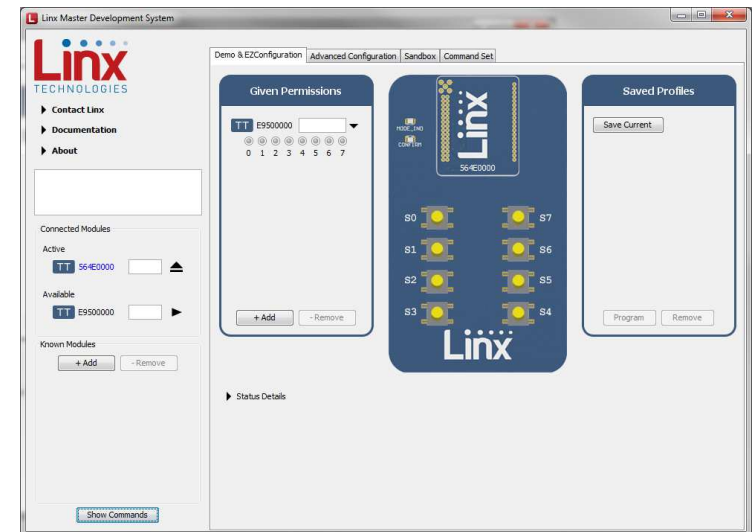 Linx Master Development System
Linx
TECHNOLOGIES
Contact Linx
Documentation
About
Connected Modules
Active
TT 564E0000
Available
TT E9500000
Known Modules
+ Add - Remove
Show Commands
Demo & EZConfiguration Advanced Configuration Sandbox Command Set
Given Permissions
TT E9500000
0 1 2 3 4 5 6 7
+ Add - Remove
MODE_IND
CONFIRM
Linx
564E0000
S0 S7
S1 S6
S2 S5
S3 S4
Linx
Saved Profiles
Save Current
Program Remove
Status Details